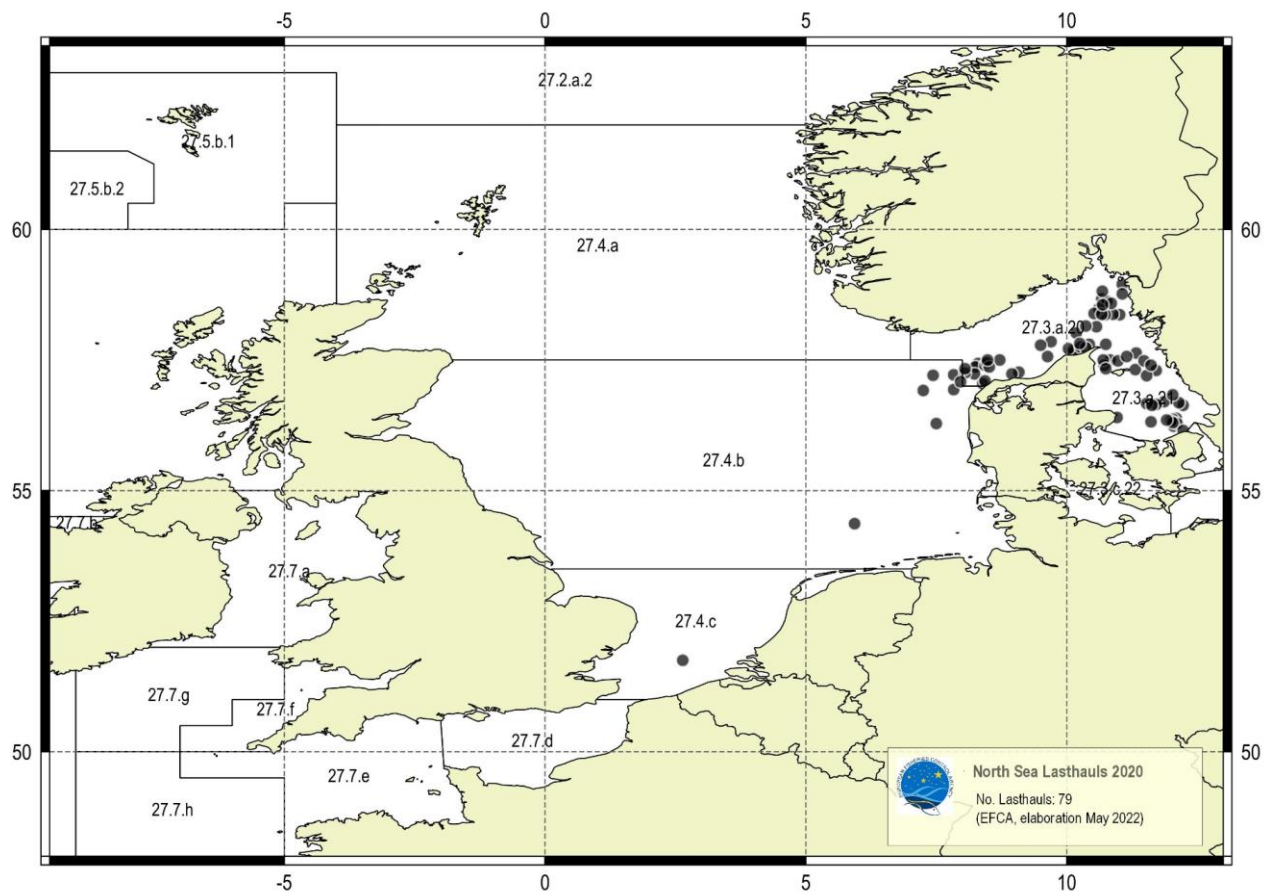 -5 0 5 10
27.2.a.2
27.5.b.1
27.5.b.2
60 60
27.4.a
27.3.a.20
27.3.a.21
27.4.b
55 55
27.3.c.22
27.7.a
27.4.c
27.7.g
27.7.f
27.7.d
50 50
27.7.e
27.7.h
North Sea Lasthauls 2020
No. Lasthauls: 79
(EFCA, elaboration May 2022)
-5 0 5 10